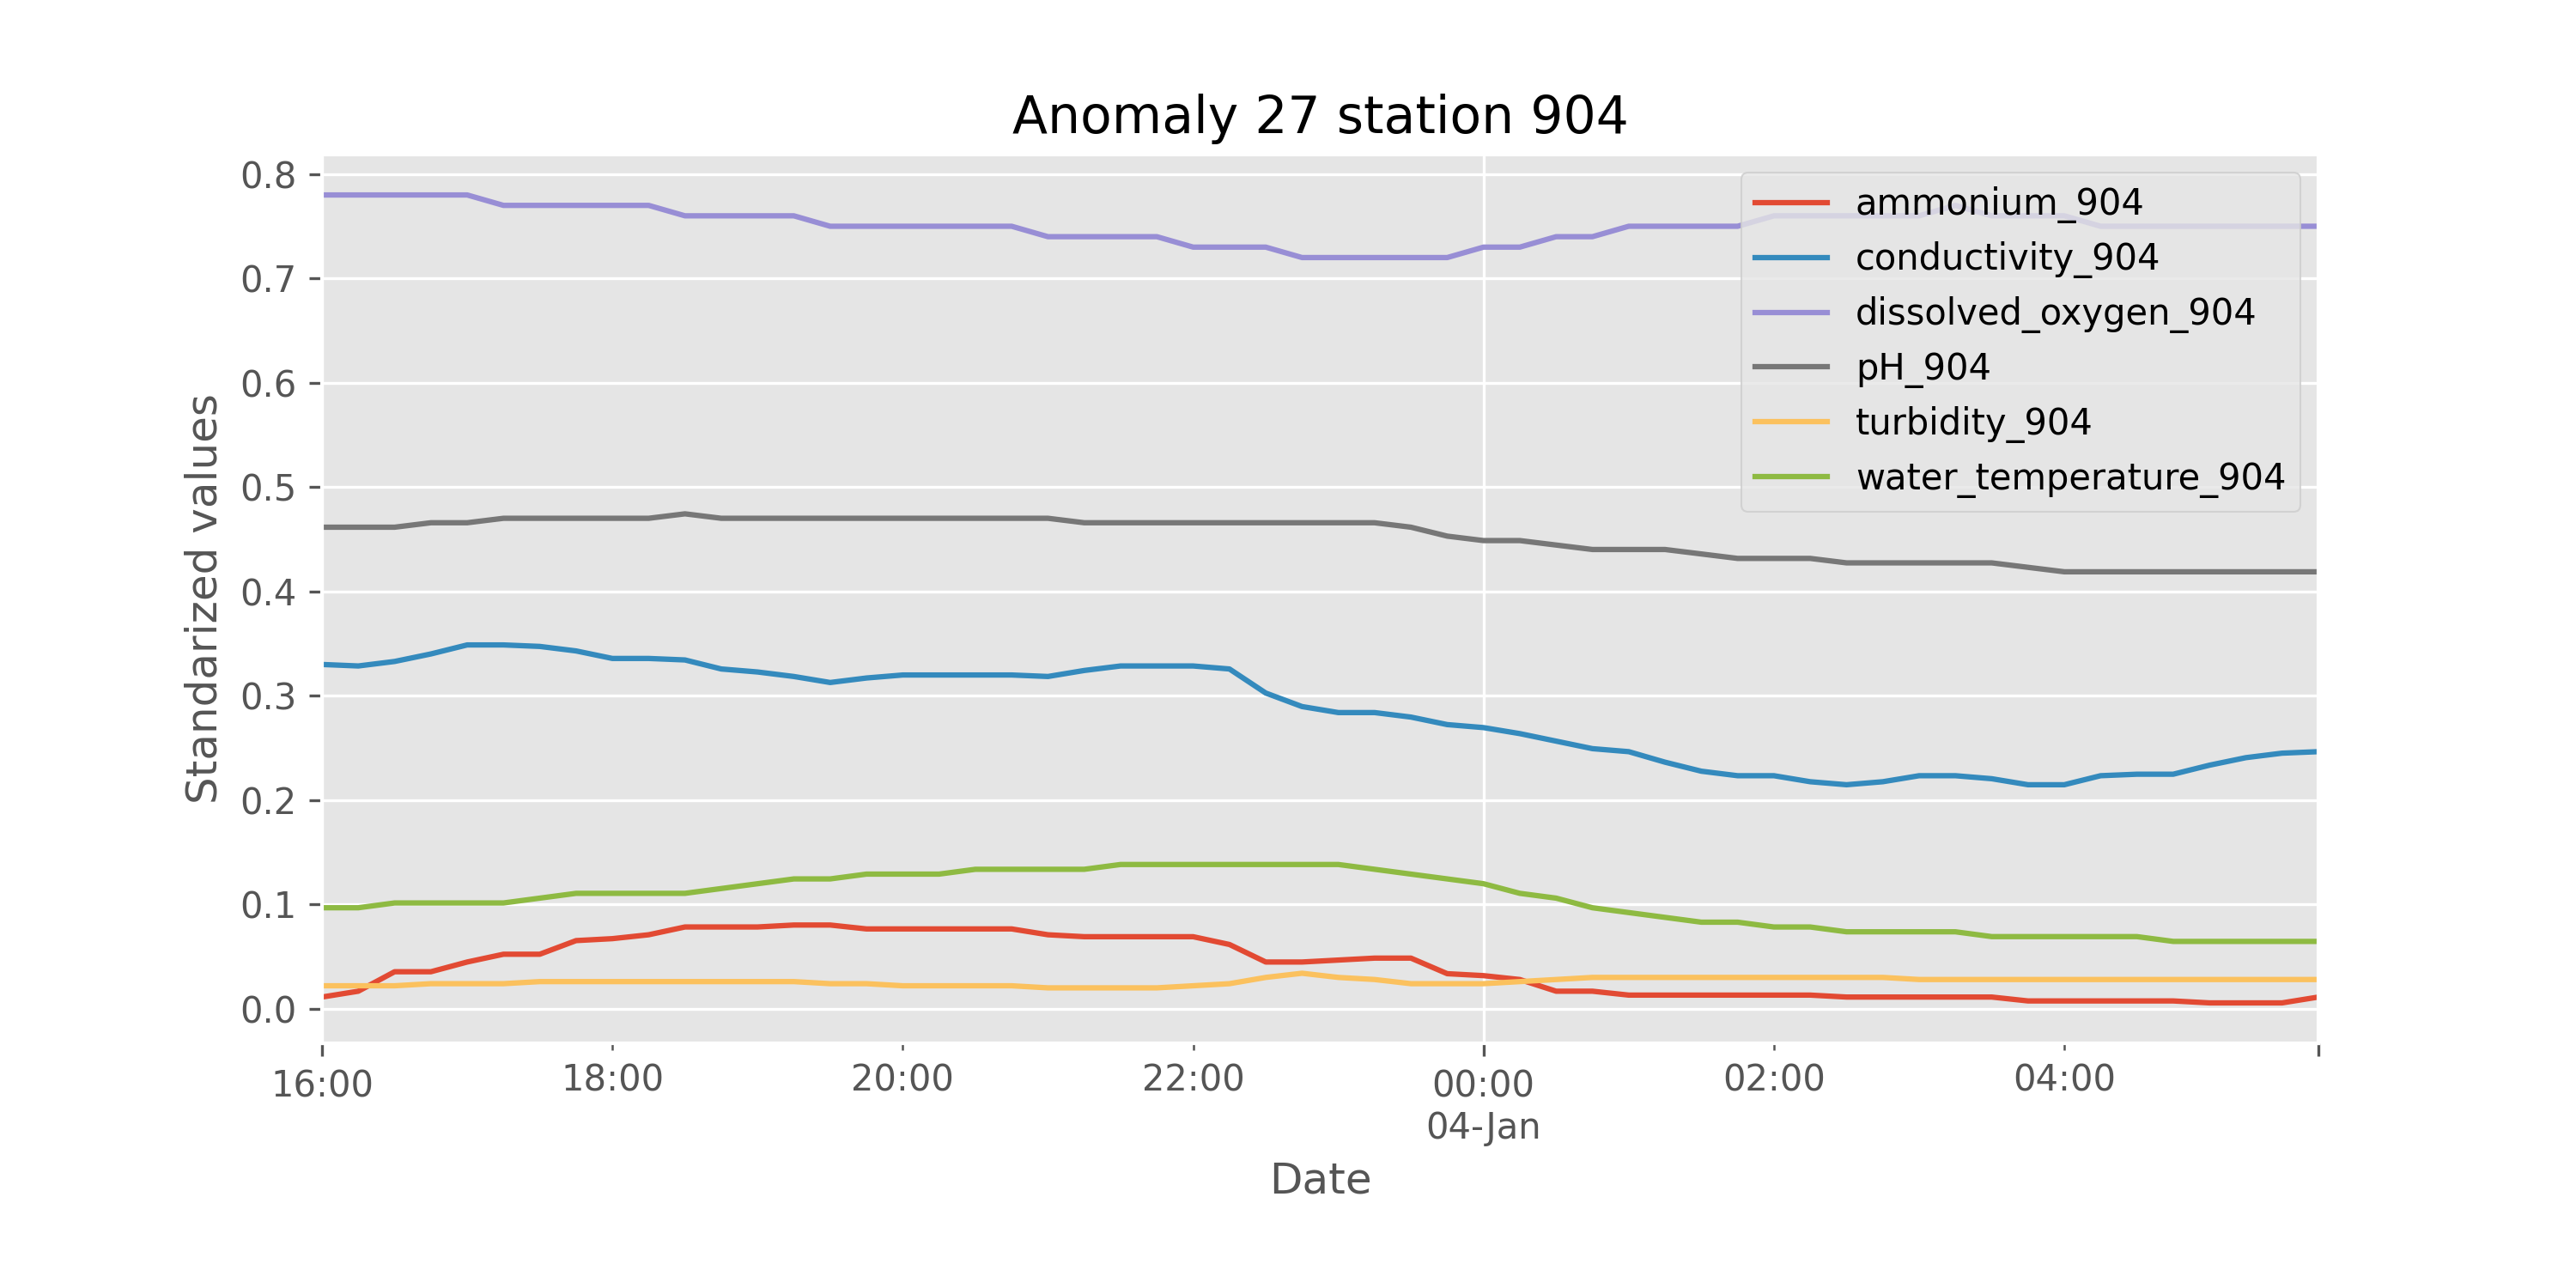 Anomaly 27 station 904
0.8
0.7
0.6
0.5
0.4
0.3
0.2
0.1
0.0
Standarized values
ammonium_904
conductivity_904
dissolved_oxygen_904
pH_904
turbidity_904
water_temperature_904
16:00 18:00 20:00 22:00 00:00 02:00 04:00
04-Jan
Date